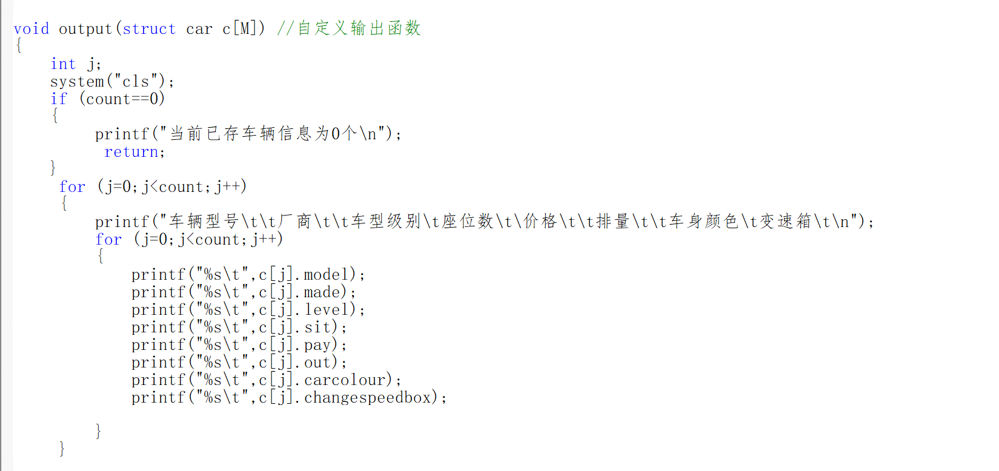 void output(struct car c[M]) //自定义输出函数
{
    int j;
    system("cls");
    if (count==0)
    {
         printf("当前已存车辆信息为0个\n");
          return;
    }
     for (j=0;j<count;j++)
     {
         printf("车辆型号\t\t厂商\t\t车型级别\t座位数\t\价格\t\t排量\t\t车身颜色\t变速箱\t\n");
         for (j=0;j<count;j++)
         {
             printf("%s\t",c[j].model);
             printf("%s\t",c[j].made);
             printf("%s\t",c[j].level);
             printf("%s\t",c[j].sit);
             printf("%s\t",c[j].pay);
             printf("%s\t",c[j].out);
             printf("%s\t",c[j].carcolour);
             printf("%s\t",c[j].changespeedbox);
         }
     }